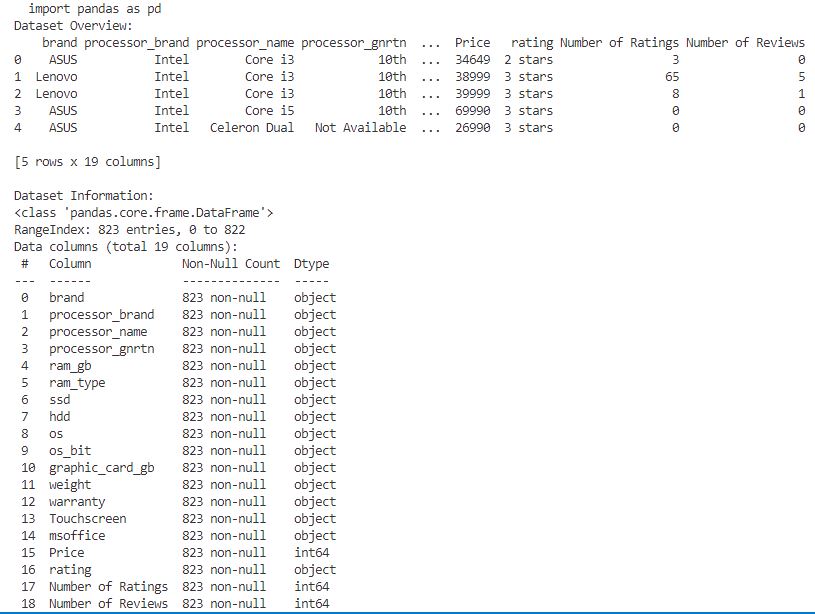 import pandas as pd
Dataset Overview:
brand processor_brand processor_name processor_gnrtn ... Price rating Number of Ratings Number of Reviews
0 ASUS Intel Core i3 10th ... 34649 2 stars 3 0
1 Lenovo Intel Core i3 10th ... 38999 3 stars 65 5
2 Lenovo Intel Core i3 10th ... 39999 3 stars 8 1
3 ASUS Intel Core i5 10th ... 69990 3 stars 0 0
4 ASUS Intel Celeron Dual Not Available ... 26990 3 stars 0 0
[5 rows x 19 columns]
Dataset Information:
<class 'pandas.core.frame.DataFrame'>
RangeIndex: 823 entries, 0 to 822
Data columns (total 19 columns):
# Column Non-Null Count Dtype
--- ------ -------------- -----
0 brand 823 non-null object
1 processor_brand 823 non-null object
2 processor_name 823 non-null object
3 processor_gnrtn 823 non-null object
4 ram_gb 823 non-null object
5 ram_type 823 non-null object
6 ssd 823 non-null object
7 hdd 823 non-null object
8 os 823 non-null object
9 os_bit 823 non-null object
10 graphic_card_gb 823 non-null object
11 weight 823 non-null object
12 warranty 823 non-null object
13 Touchscreen 823 non-null object
14 msoffice 823 non-null object
15 Price 823 non-null int64
16 rating 823 non-null object
17 Number of Ratings 823 non-null int64
18 Number of Reviews 823 non-null int64